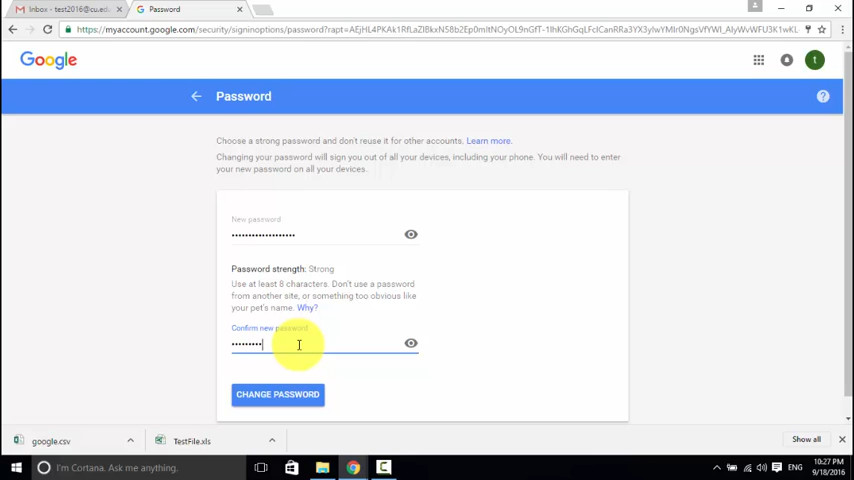 Inbox - test2016@cu.edu
Password
https://myaccount.google.com/security/signinoptions/password?rapt=
Google
t
Password
Choose a strong password and don't reuse it for other accounts. Learn more.
Changing your password will sign you out of all your devices, including your phone. You will need to enter
your new password on all your devices.
New password
•••••••••••••••••••
Password strength: Strong
Use at least 8 characters. Don't use a password
from another site, or something too obvious like
your pet's name. Why?
Confirm new password
•••••••••
CHANGE PASSWORD
google.csv
TestFile.xls
Show all
I'm Cortana. Ask me anything.
ENG
10:27 PM
9/18/2016